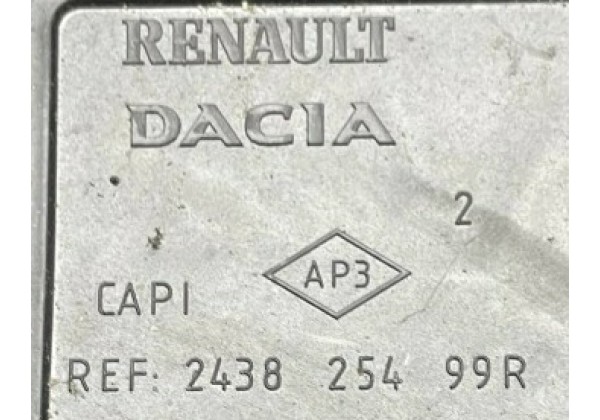 RENAULT
DACIA
2
CAPI AP3
REF: 2438 254 99R